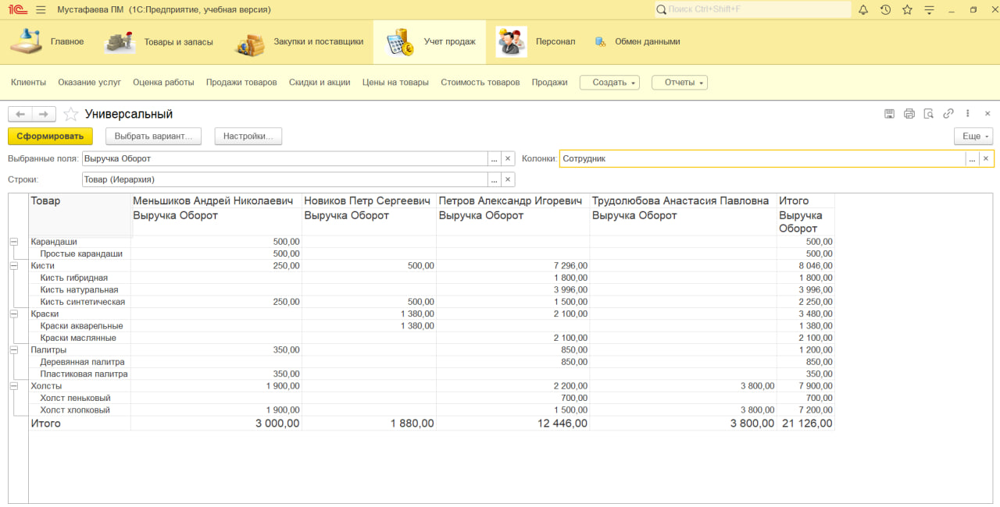 Мустафаева ПМ (1С:Предприятие, учебная версия)
Поиск Ctrl+Shift+F
Главное Товары и запасы Закупки и поставщики Учет продаж Персонал Обмен данными
Клиенты Оказание услуг Оценка работы Продажи товаров Скидки и акции Цены на товары Стоимость товаров Продажи Создать Отчеты
Универсальный
Сформировать Выбрать вариант... Настройки... Еще
Выбранные поля: Выручка Оборот ... × Колонки: Сотрудник ... ×
Строки: Товар (Иерархия) ... ×
Товар Меньшиков Андрей Николаевич Новиков Петр Сергеевич Петров Александр Игоревич Трудолюбова Анастасия Павловна Итого
Выручка Оборот Выручка Оборот Выручка Оборот Выручка Оборот Выручка
Оборот
Карандаши 500,00 500,00
Простые карандаши 500,00 500,00
Кисти 250,00 500,00 7 296,00 8 046,00
Кисть гибридная 1 800,00 1 800,00
Кисть натуральная 3 996,00 3 996,00
Кисть синтетическая 250,00 500,00 1 500,00 2 250,00
Краски 1 380,00 2 100,00 3 480,00
Краски акварельные 1 380,00 1 380,00
Краски маслянные 2 100,00 2 100,00
Палитры 350,00 850,00 1 200,00
Деревянная палитра 850,00 850,00
Пластиковая палитра 350,00 350,00
Холсты 1 900,00 2 200,00 3 800,00 7 900,00
Холст пеньковый 700,00 700,00
Холст хлопковый 1 900,00 1 500,00 3 800,00 7 200,00
Итого 3 000,00 1 880,00 12 446,00 3 800,00 21 126,00